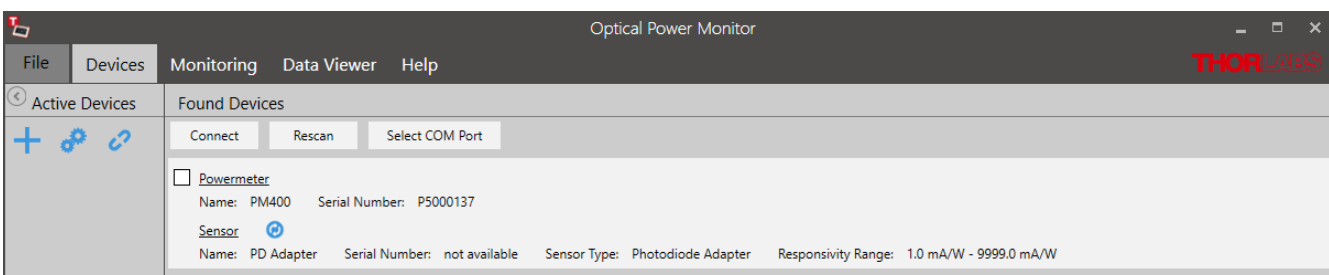 Optical Power Monitor
File Devices Monitoring Data Viewer Help THORLABS
Active Devices Found Devices
Connect Rescan Select COM Port
Powermeter
Name: PM400 Serial Number: P5000137
Sensor
Name: PD Adapter Serial Number: not available Sensor Type: Photodiode Adapter Responsivity Range: 1.0 mA/W - 9999.0 mA/W